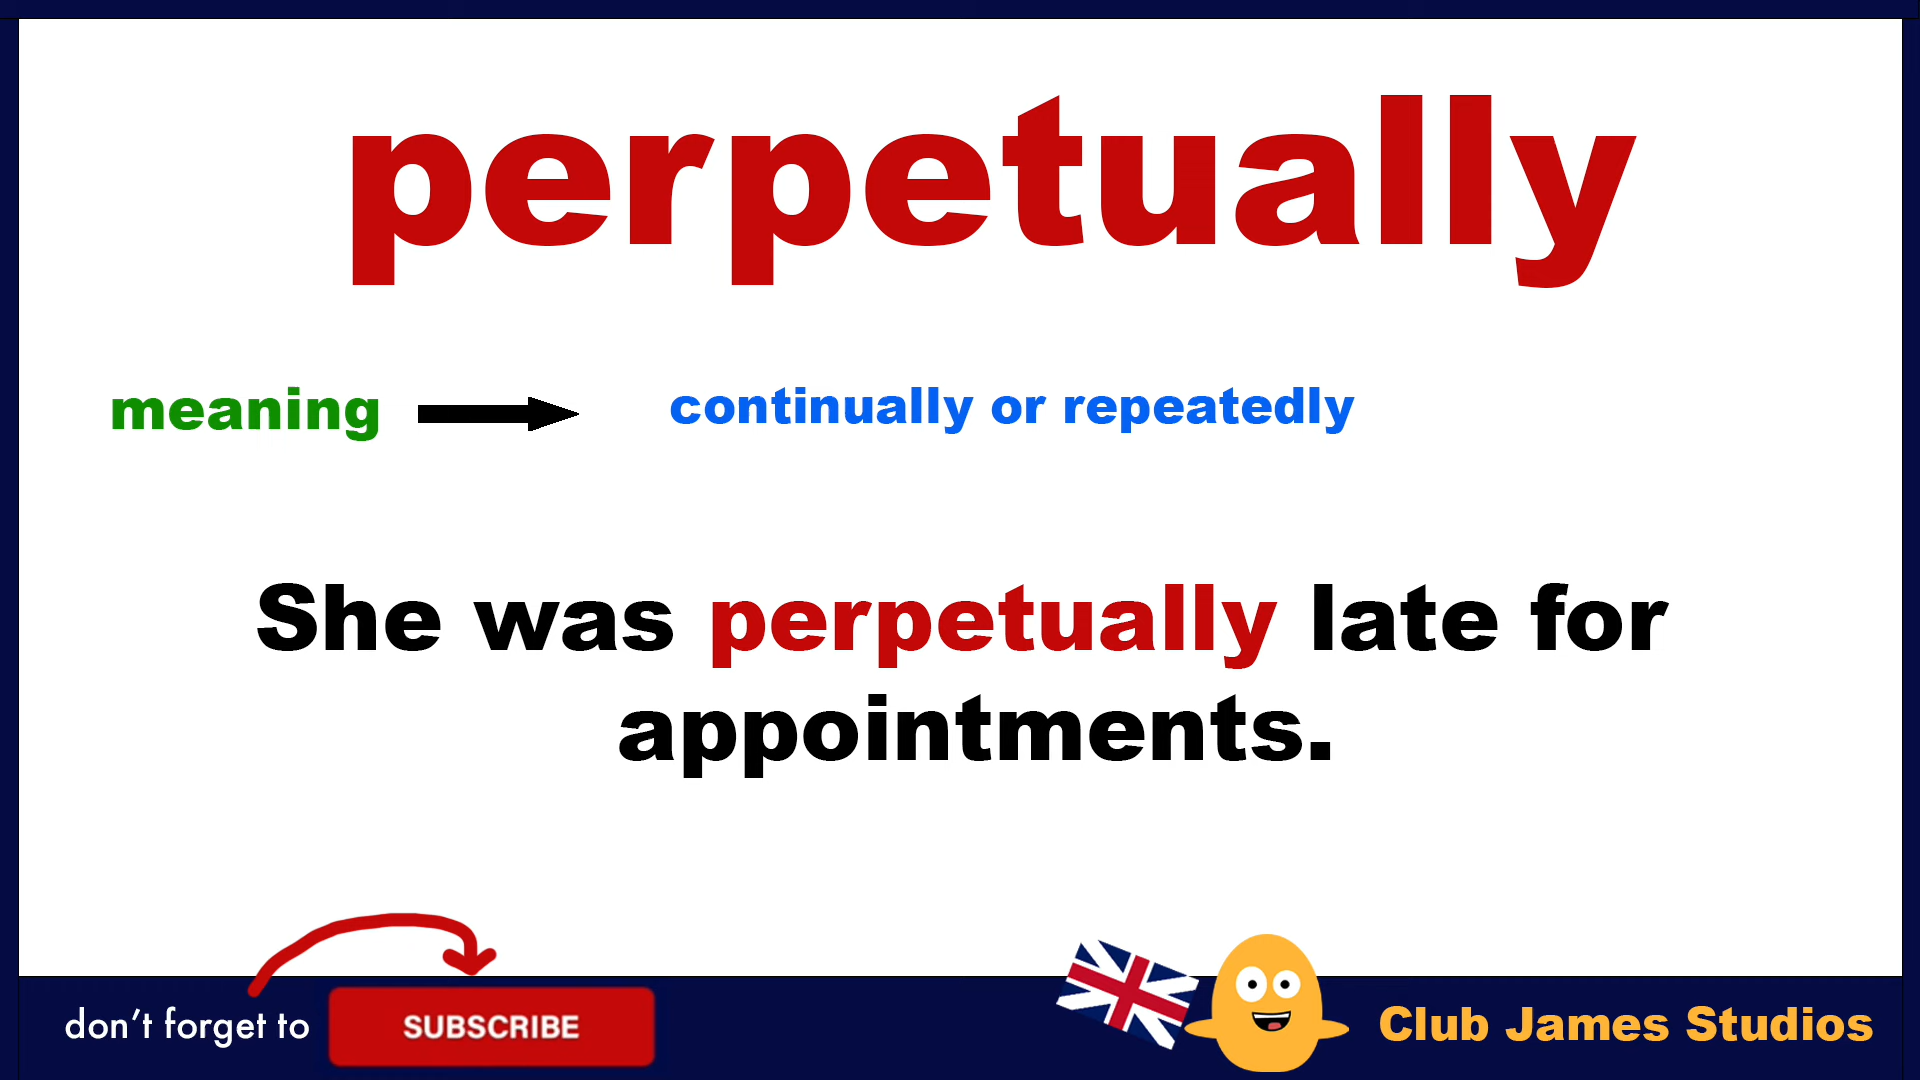 perpetually
meaning
continually or repeatedly
She was perpetually late for
appointments.
don't forget to
SUBSCRIBE
Club James Studios